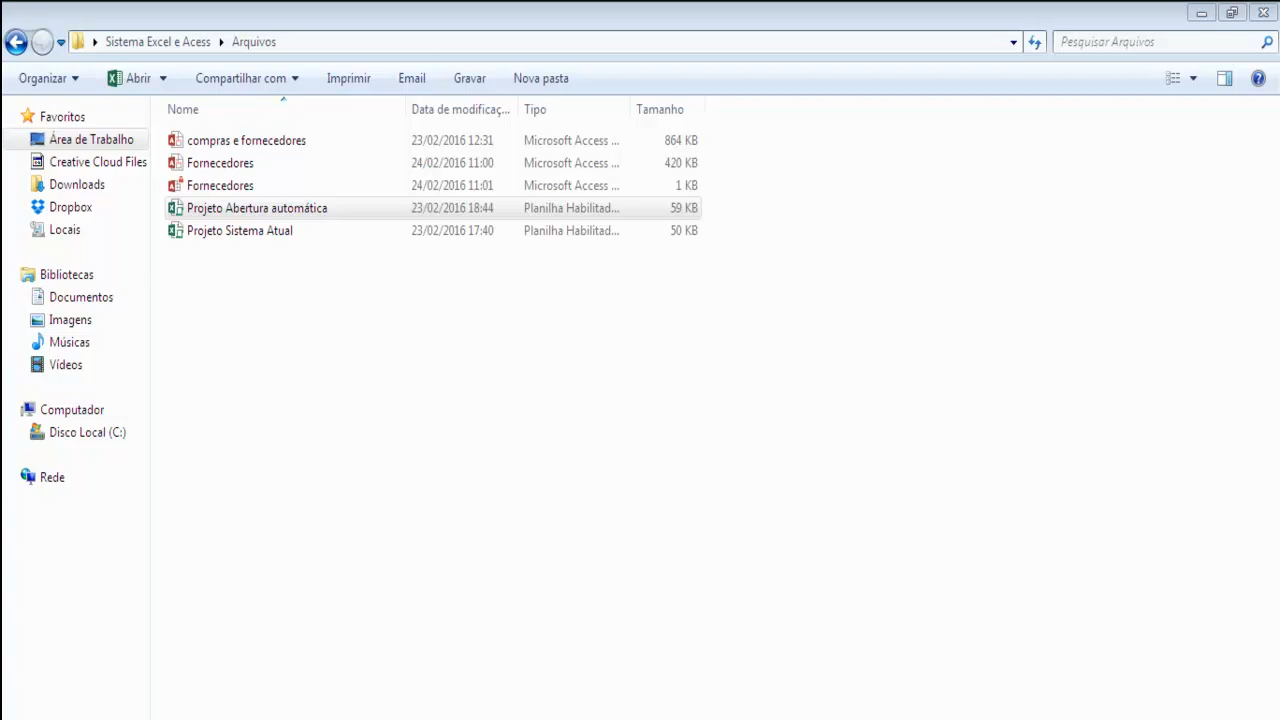 Sistema Excel e Acess Arquivos Pesquisar Arquivos
Organizar Abrir Compartilhar com Imprimir Email Gravar Nova pasta
Nome Data de modificaç... Tipo Tamanho
compras e fornecedores 23/02/2016 12:31 Microsoft Access ... 864 KB
Fornecedores 24/02/2016 11:00 Microsoft Access ... 420 KB
Fornecedores 24/02/2016 11:01 Microsoft Access ... 1 KB
Projeto Abertura automática 23/02/2016 18:44 Planilha Habilitad... 59 KB
Projeto Sistema Atual 23/02/2016 17:40 Planilha Habilitad... 50 KB
Favoritos
Área de Trabalho
Creative Cloud Files
Downloads
Dropbox
Locais
Bibliotecas
Documentos
Imagens
Músicas
Vídeos
Computador
Disco Local (C:)
Rede